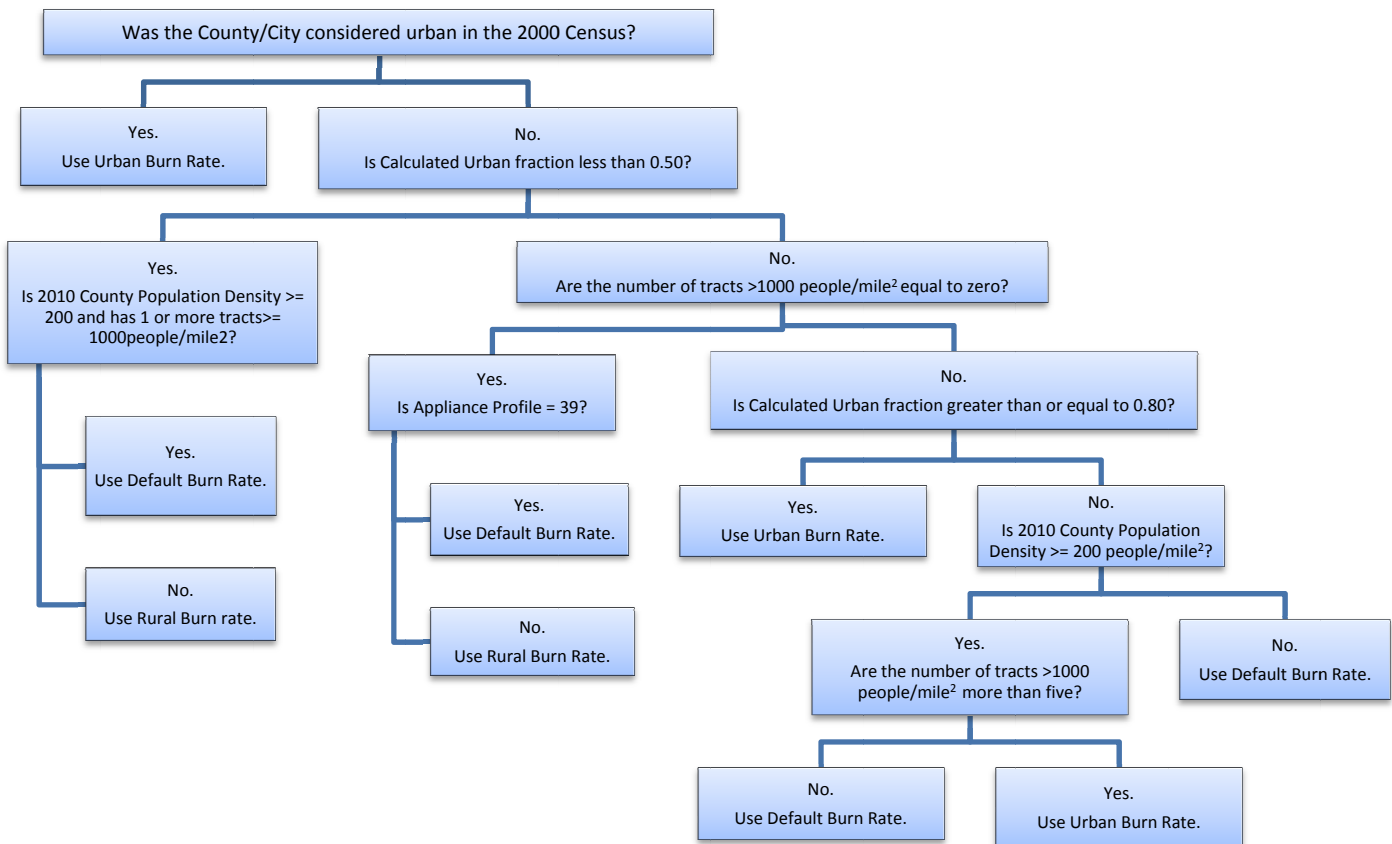 Was the County/City considered urban in the 2000 Census?
Yes.
Use Urban Burn Rate.
No.
Is Calculated Urban fraction less than 0.50?
Yes.
Is 2010 County Population Density >=
200 and has 1 or more tracts>=
1000people/mile2?
No.
Are the number of tracts >1000 people/mile² equal to zero?
Yes.
Use Default Burn Rate.
No.
Use Rural Burn rate.
Yes.
Is Appliance Profile = 39?
No.
Is Calculated Urban fraction greater than or equal to 0.80?
Yes.
Use Default Burn Rate.
No.
Use Rural Burn Rate.
Yes.
Use Urban Burn Rate.
No.
Is 2010 County Population
Density >= 200 people/mile²?
Yes.
Are the number of tracts >1000
people/mile² more than five?
No.
Use Default Burn Rate.
No.
Use Default Burn Rate.
Yes.
Use Urban Burn Rate.